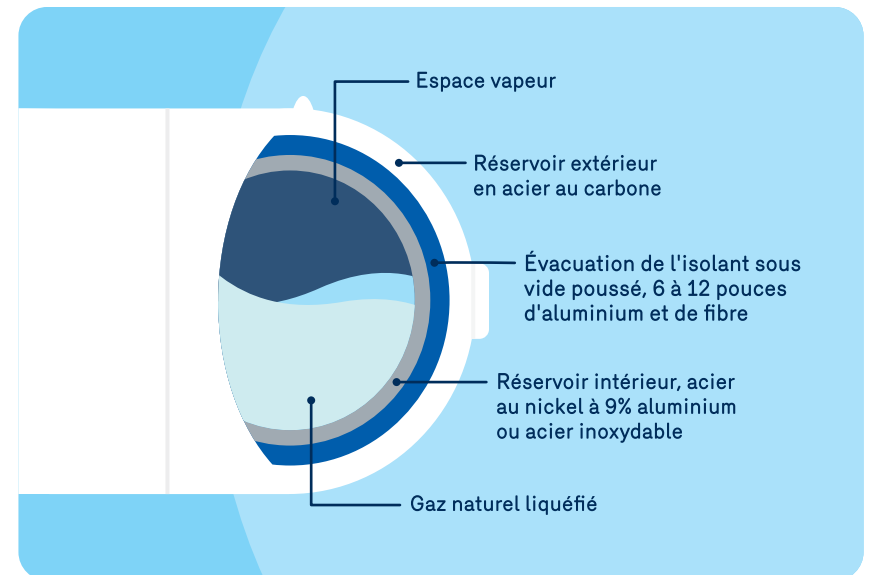 Espace vapeur
Réservoir extérieur
en acier au carbone
Évacuation de l'isolant sous
vide poussé, 6 à 12 pouces
d'aluminium et de fibre
Réservoir intérieur, acier
au nickel à 9% aluminium
ou acier inoxydable
Gaz naturel liquéfié